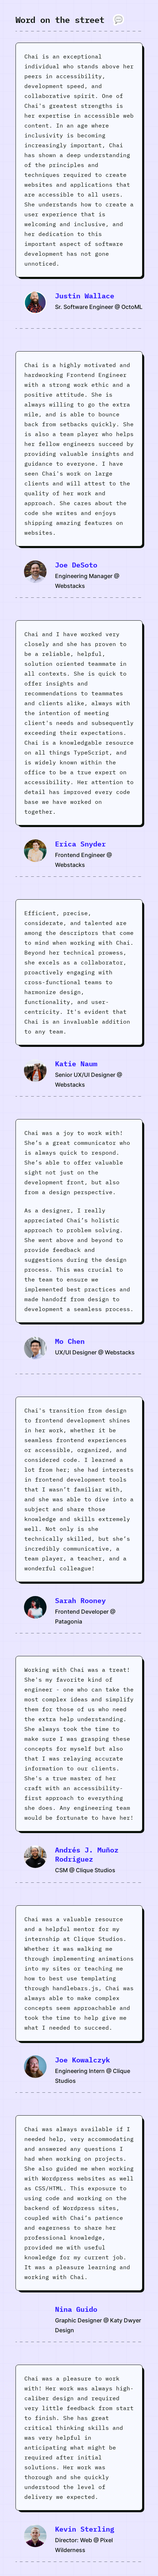 Word on the street 💬
Chai is an exceptional
individual who stands above her
peers in accessibility,
development speed, and
collaborative spirit. One of
Chai's greatest strengths is
her expertise in accessible web
content. In an age where
inclusivity is becoming
increasingly important, Chai
has shown a deep understanding
of the principles and
techniques required to create
websites and applications that
are accessible to all users.
She understands how to create a
user experience that is
welcoming and inclusive, and
her dedication to this
important aspect of software
development has not gone
unnoticed.
Justin Wallace
Sr. Software Engineer @ OctoML
Chai is a highly motivated and
hardworking Frontend Engineer
with a strong work ethic and a
positive attitude. She is
always willing to go the extra
mile, and is able to bounce
back from setbacks quickly. She
is also a team player who helps
her fellow engineers succeed by
providing valuable insights and
guidance to everyone. I have
seen Chai's work on large
clients and will attest to the
quality of her work and
approach. She cares about the
code she writes and enjoys
shipping amazing features on
websites.
Joe DeSoto
Engineering Manager @
Webstacks
Chai and I have worked very
closely and she has proven to
be a reliable, helpful,
solution oriented teammate in
all contexts. She is quick to
offer insights and
recommendations to teammates
and clients alike, always with
the intention of meeting
client's needs and subsequently
exceeding their expectations.
Chai is a knowledgable resource
on all things TypeScript, and
is widely known within the
office to be a true expert on
accessibility. Her attention to
detail has improved every code
base we have worked on
together.
Erica Snyder
Frontend Engineer @
Webstacks
Efficient, precise,
considerate, and talented are
among the descriptors that come
to mind when working with Chai.
Beyond her technical prowess,
she excels as a collaborator,
proactively engaging with
cross-functional teams to
harmonize design,
functionality, and user-
centricity. It's evident that
Chai is an invaluable addition
to any team.
Katie Naum
Senior UX/UI Designer @
Webstacks
Chai was a joy to work with!
She's a great communicator who
is always quick to respond.
She's able to offer valuable
sight not just on the
development front, but also
from a design perspective.
As a designer, I really
appreciated Chai's holistic
approach to problem solving.
She went above and beyond to
provide feedback and
suggestions during the design
process. This was crucial to
the team to ensure we
implemented best practices and
made handoff from design to
development a seamless process.
Mo Chen
UX/UI Designer @ Webstacks
Chai's transition from design
to frontend development shines
in her work, whether it be
seamless frontend experiences
or accessible, organized, and
considered code. I learned a
lot from her; she had interests
in frontend development tools
that I wasn't familiar with,
and she was able to dive into a
subject and share those
knowledge and skills extremely
well. Not only is she
technically skilled, but she's
incredibly communicative, a
team player, a teacher, and a
wonderful colleague!
Sarah Rooney
Frontend Developer @
Patagonia
Working with Chai was a treat!
She's my favorite kind of
engineer - one who can take the
most complex ideas and simplify
them for those of us who need
the extra help understanding.
She always took the time to
make sure I was grasping these
concepts for myself but also
that I was relaying accurate
information to our clients.
She's a true master of her
craft with an accessibility-
first approach to everything
she does. Any engineering team
would be fortunate to have her!
Andrés J. Muñoz
Rodriguez
CSM @ Clique Studios
Chai was a valuable resource
and a helpful mentor for my
internship at Clique Studios.
Whether it was walking me
through implementing animations
into my sites or teaching me
how to best use templating
through handlebars.js, Chai was
always able to make complex
concepts seem approachable and
took the time to help give me
what I needed to succeed.
Joe Kowalczyk
Engineering Intern @ Clique
Studios
Chai was always available if I
needed help, very accommodating
and answered any questions I
had when working on projects.
She also guided me when working
with Wordpress websites as well
as CSS/HTML. This exposure to
using code and working on the
backend of Wordpress sites,
coupled with Chai's patience
and eagerness to share her
professional knowledge,
provided me with useful
knowledge for my current job.
It was a pleasure learning and
working with Chai.
Nina Guido
Graphic Designer @ Katy Dwyer
Design
Chai was a pleasure to work
with! Her work was always high-
caliber design and required
very little feedback from start
to finish. She has great
critical thinking skills and
was very helpful in
anticipating what might be
required after initial
solutions. Her work was
thorough and she quickly
understood the level of
delivery we expected.
Kevin Sterling
Director: Web @ Pixel
Wilderness